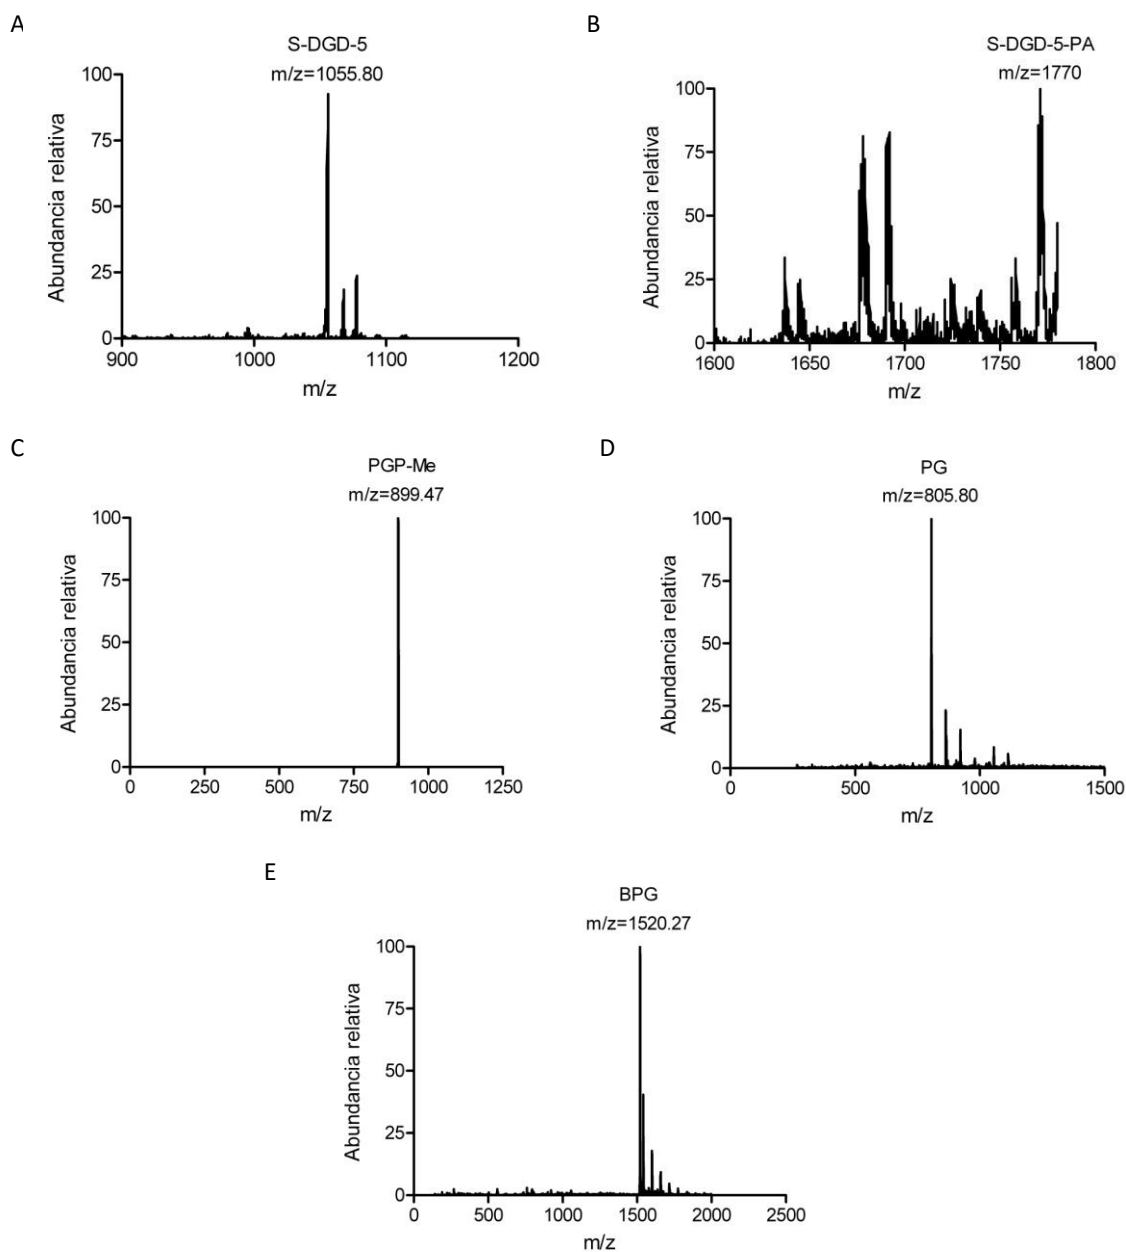 A
S-DGD-5
m/z=1055.80
100
75
50
25
0
Abundancia relativa
900
1000
1100
1200
m/z
B
S-DGD-5-PA
m/z=1770
100
75
50
25
0
Abundancia relativa
1600
1650
1700
1750
1800
m/z
C
PGP-Me
m/z=899.47
100
75
50
25
0
Abundancia relativa
0
250
500
750
1000
1250
m/z
D
PG
m/z=805.80
100
75
50
25
0
Abundancia relativa
0
500
1000
1500
m/z
E
BPG
m/z=1520.27
100
75
50
25
0
Abundancia relativa
0
500
1000
1500
2000
2500
m/z